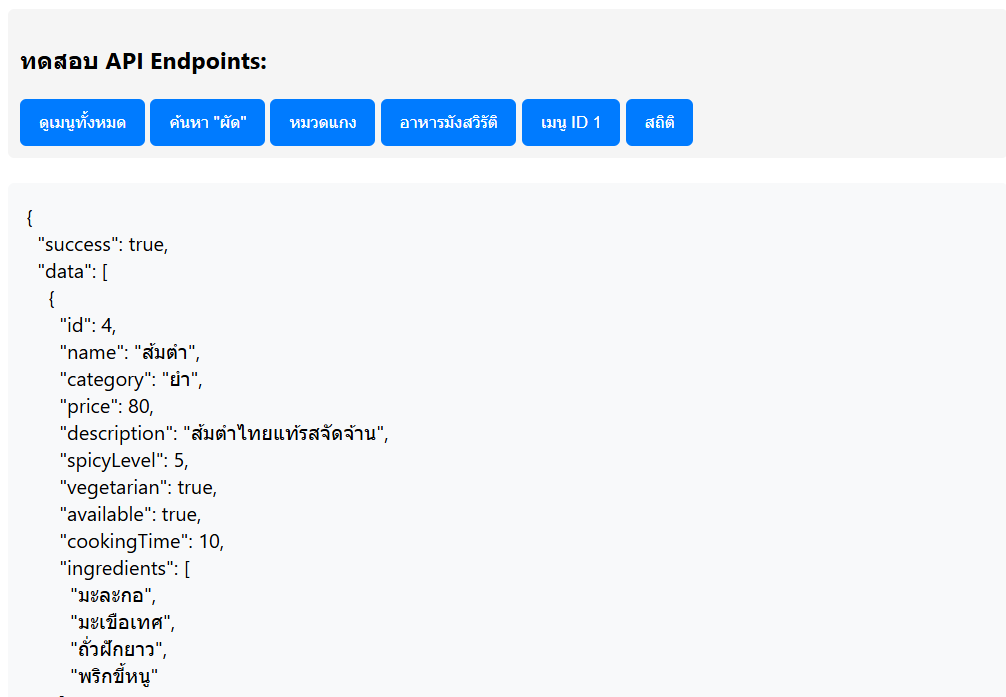 ทดสอบ API Endpoints:
ดูเมนูทั้งหมด ค้นหา "ผัด" หมวดแกง อาหารมังสวิรัติ เมนู ID 1 สถิติ
{
"success": true,
"data": [
{
"id": 4,
"name": "ส้มตำ",
"category": "ยำ",
"price": 80,
"description": "ส้มตำไทยแท้รสจัดจ้าน",
"spicyLevel": 5,
"vegetarian": true,
"available": true,
"cookingTime": 10,
"ingredients": [
"มะละกอ",
"มะเขือเทศ",
"ถั่วฝักยาว",
"พริกขี้หนู"